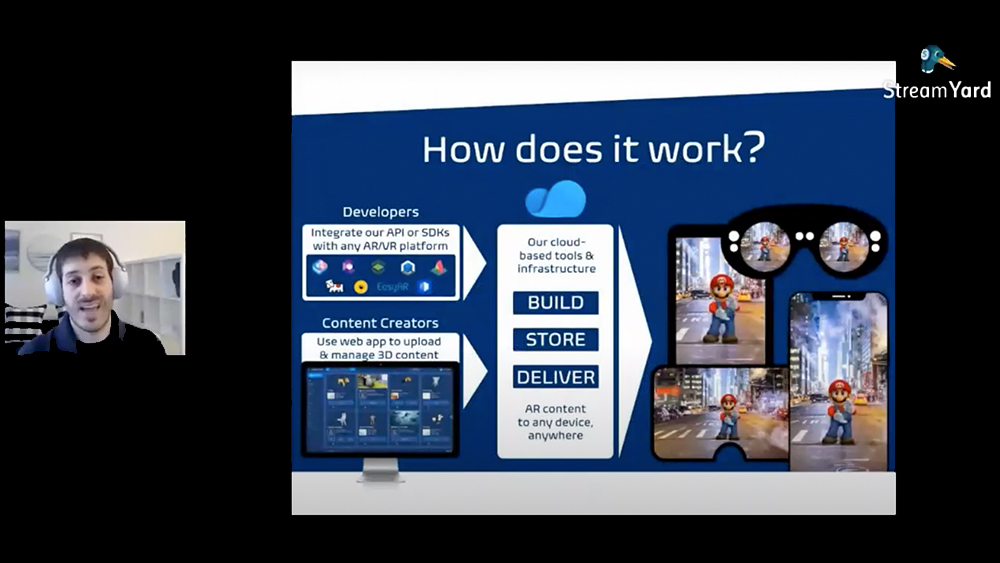 StreamYard
How does it work?
Developers
Integrate our API or SDKs
with any AR/VR platform
EasyAR
Content Creators
Use web app to upload
& manage 3D content
Our cloud-
based tools &
infrastructure
BUILD
STORE
DELIVER
AR content
to any device,
anywhere